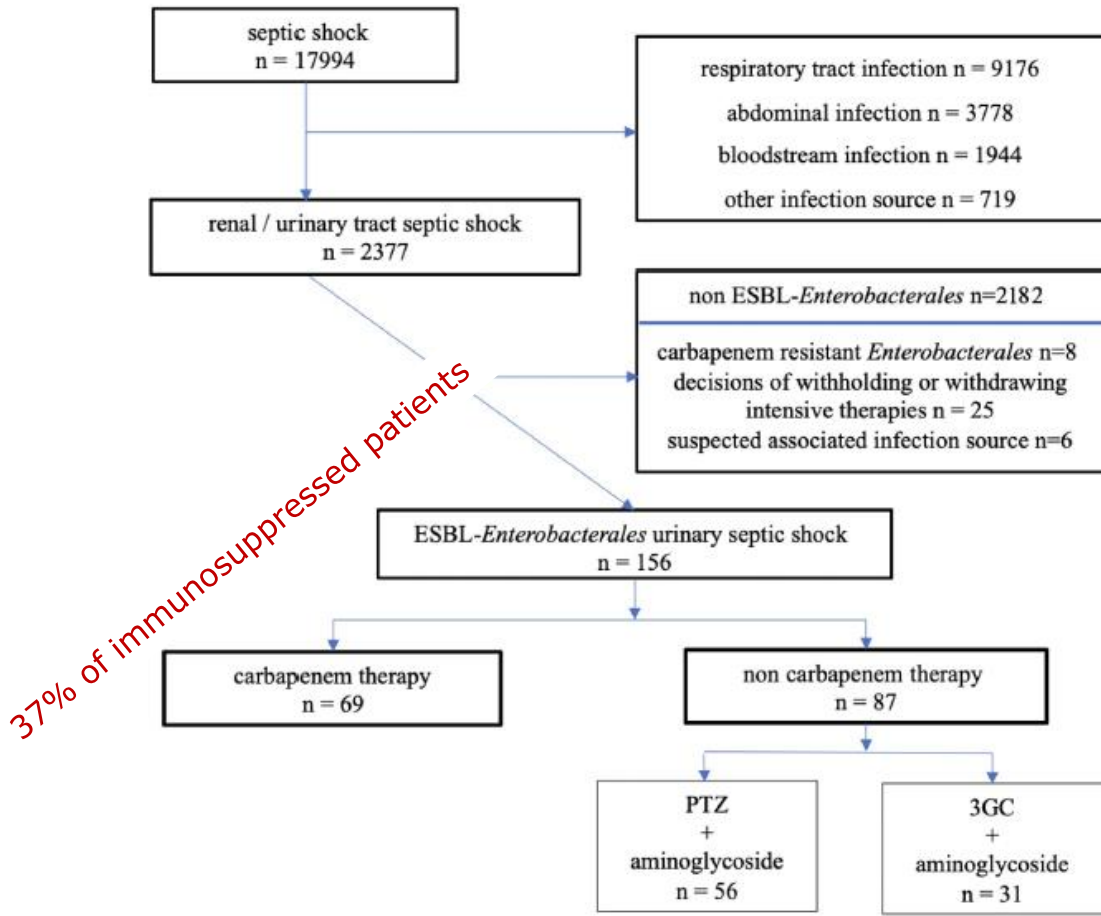 septic shock
n = 17994
respiratory tract infection n = 9176
abdominal infection n = 3778
bloodstream infection n = 1944
other infection source n = 719
renal / urinary tract septic shock
n = 2377
non ESBL-Enterobacterales n=2182
carbapenem resistant Enterobacterales n=8
decisions of withholding or withdrawing
intensive therapies n = 25
suspected associated infection source n=6
37% of immunosuppressed patients
ESBL-Enterobacterales urinary septic shock
n = 156
carbapenem therapy
n = 69
non carbapenem therapy
n = 87
PTZ
+
aminoglycoside
n = 56
3GC
+
aminoglycoside
n = 31